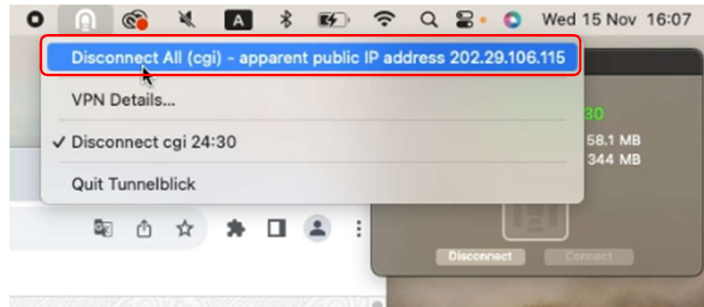 A
Wed 15 Nov 16:07
Disconnect All (cgi) – apparent public IP address 202.29.106.115
VPN Details...
✓ Disconnect cgi 24:30
Quit Tunnelblick
30
58.1 MB
344 MB
Disconnect
Connect